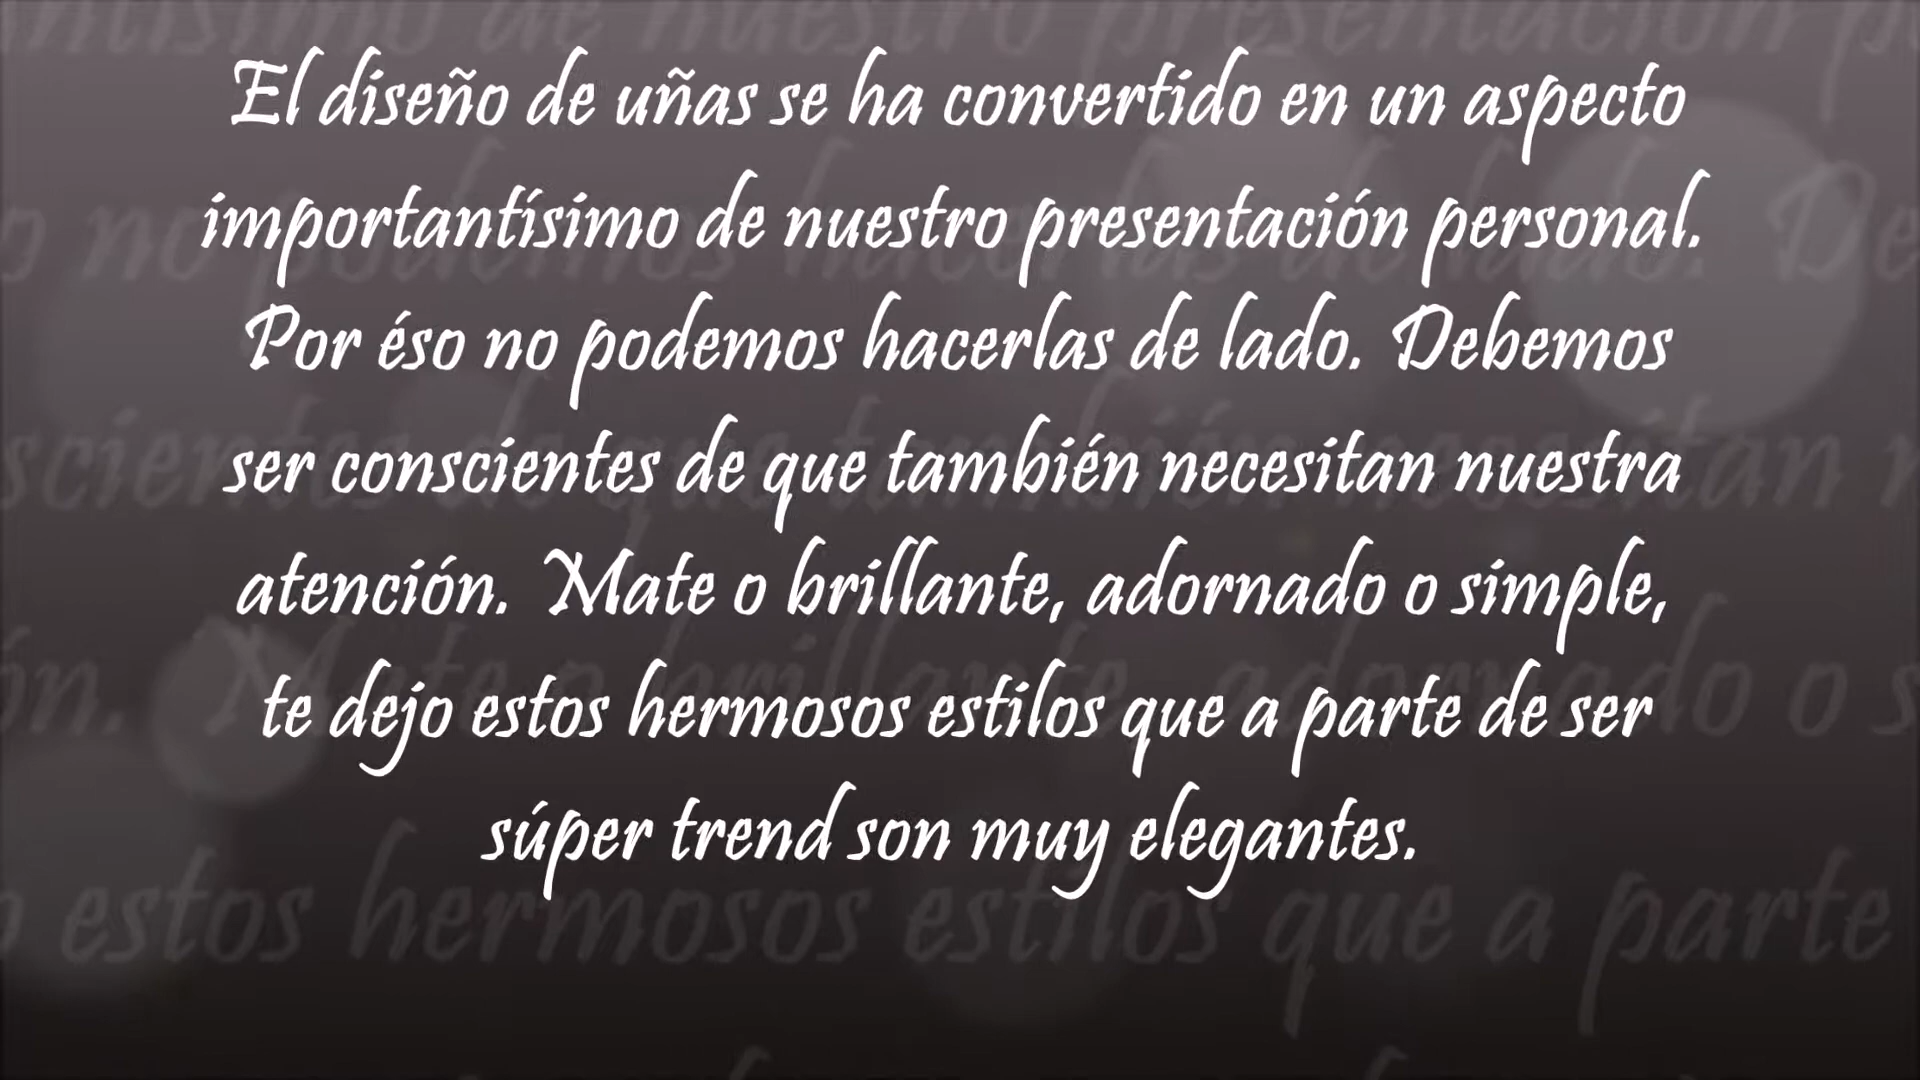 El diseño de uñas se ha convertido en un aspecto
importantísimo de nuestro presentación personal.
Por éso no podemos hacerlas de lado. Debemos
ser conscientes de que también necesitan nuestra
atención. Mate o brillante, adornado o simple,
te dejo estos hermosos estilos que a parte de ser
súper trend son muy elegantes.